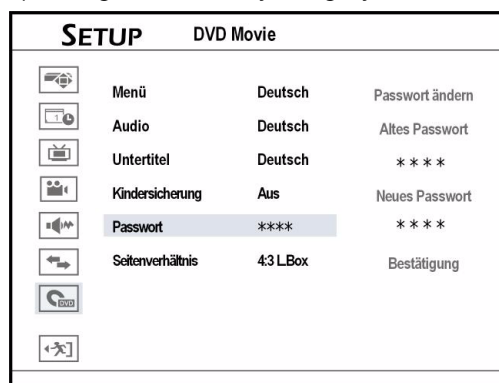 SETUP DVD Movie
Menü Deutsch Passwort ändern
Audio Deutsch Altes Passwort
Untertitel Deutsch ****
Kindersicherung Aus Neues Passwort
Passwort **** ****
Seitenverhältnis 4:3 L.Box Bestätigung
DVD